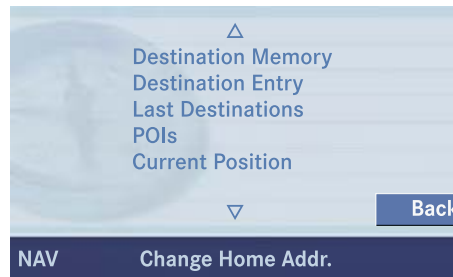 Destination Memory
Destination Entry
Last Destinations
POIs
Current Position
Back
NAV Change Home Addr.